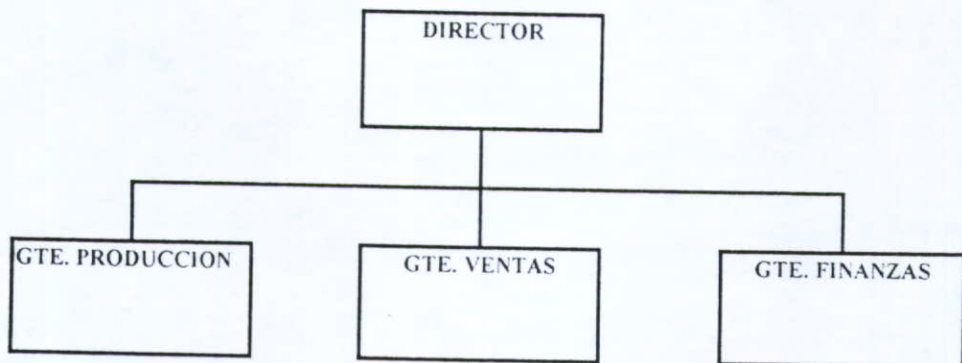 DIRECTOR
GTE. PRODUCCION
GTE. VENTAS
GTE. FINANZAS